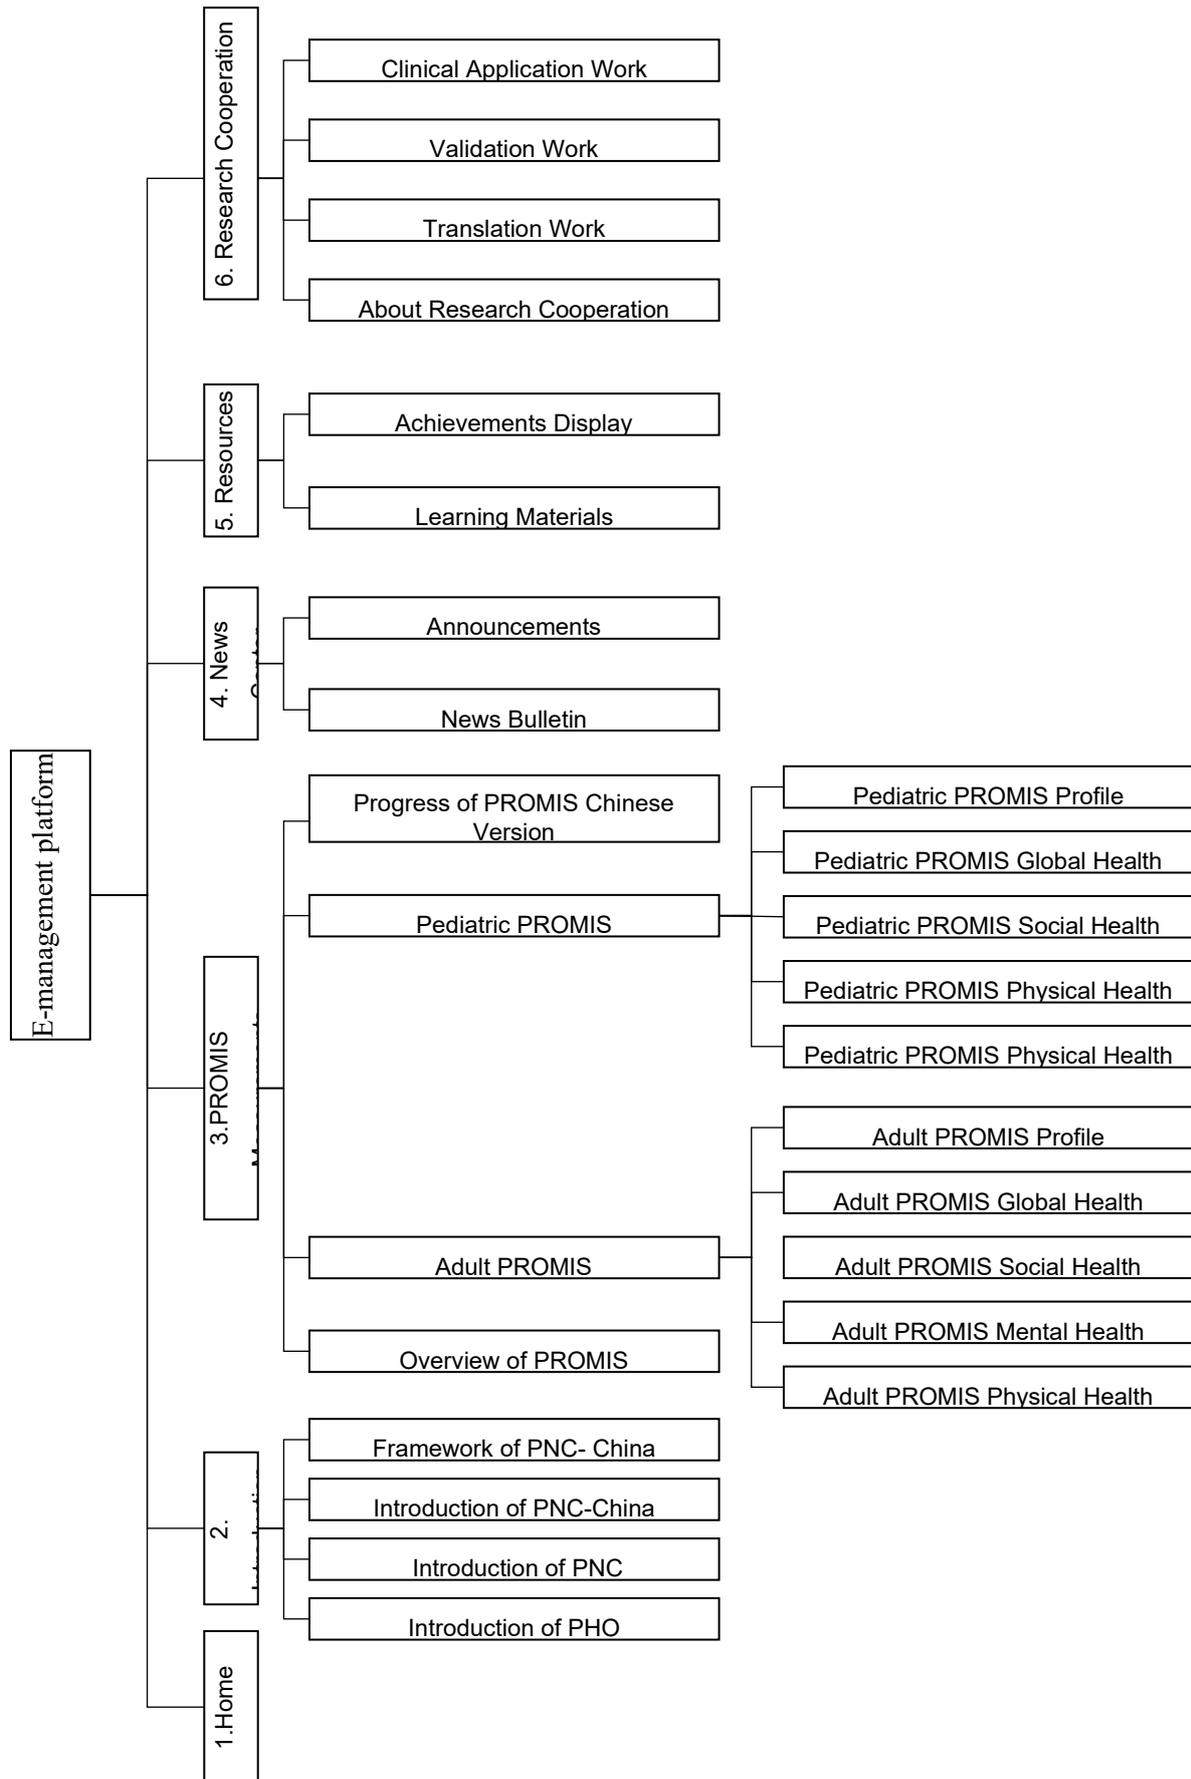 E-management platform
6. Research Cooperation
Clinical Application Work
Validation Work
Translation Work
About Research Cooperation
5. Resources
Achievements Display
Learning Materials
4. News
Announcements
News Bulletin
3.PROMIS
Progress of PROMIS Chinese
Version
Pediatric PROMIS
Pediatric PROMIS Profile
Pediatric PROMIS Global Health
Pediatric PROMIS Social Health
Pediatric PROMIS Physical Health
Pediatric PROMIS Physical Health
Adult PROMIS
Adult PROMIS Profile
Adult PROMIS Global Health
Adult PROMIS Social Health
Adult PROMIS Mental Health
Adult PROMIS Physical Health
Overview of PROMIS
2.
Framework of PNC- China
Introduction of PNC-China
Introduction of PNC
Introduction of PHO
1.Home